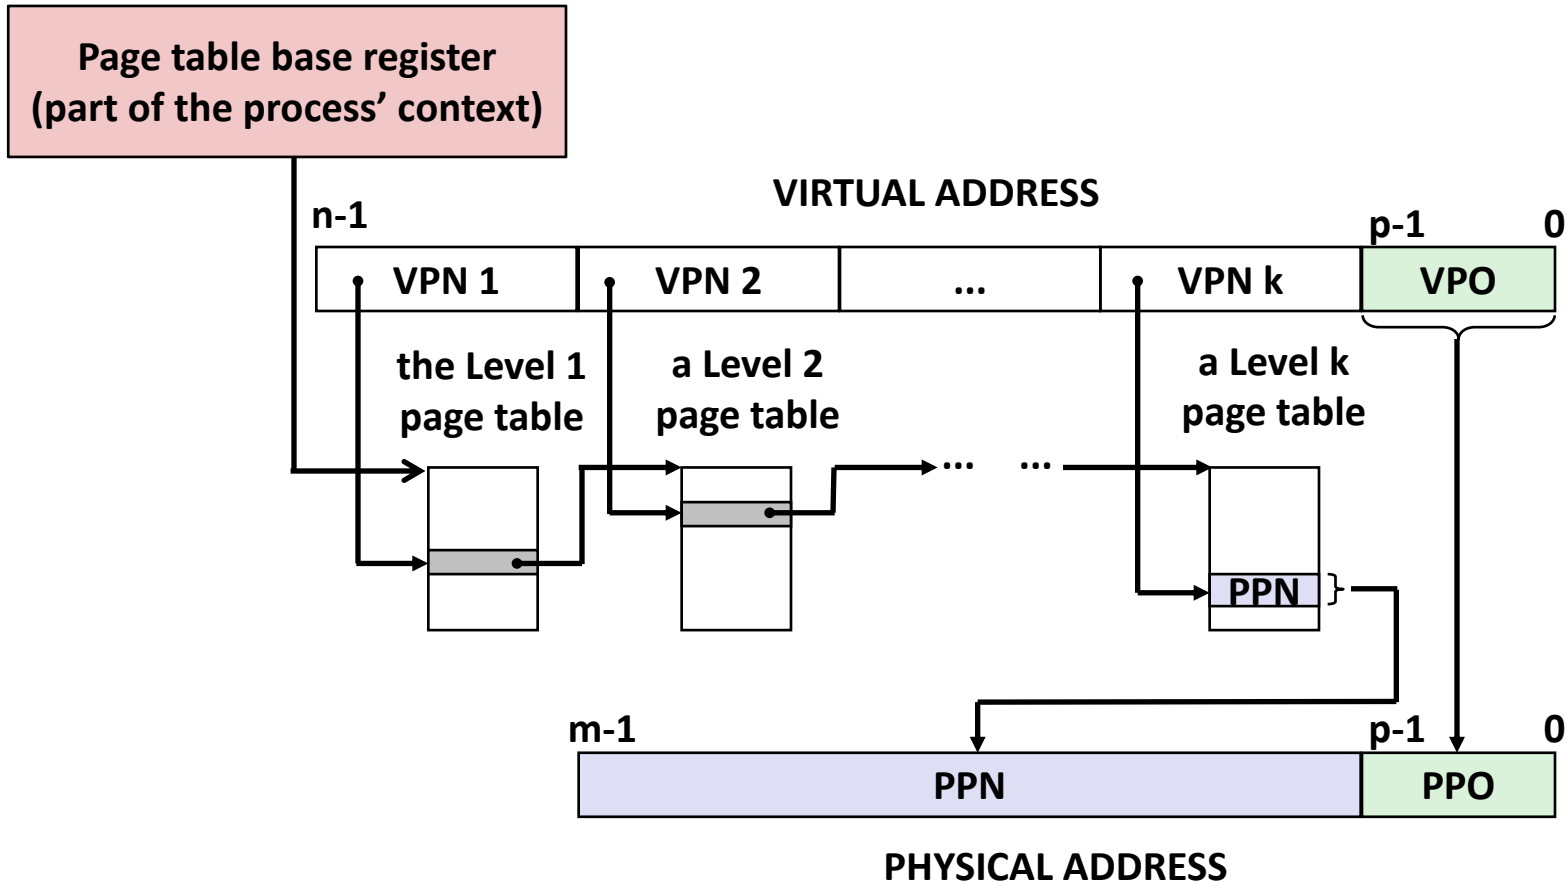 Page table base register
(part of the process’ context)
VIRTUAL ADDRESS
n-1
p-1
0
VPN 1
VPN 2
...
VPN k
VPO
the Level 1
page table
a Level 2
page table
a Level k
page table
...
...
PPN
m-1
p-1
0
PPN
PPO
PHYSICAL ADDRESS